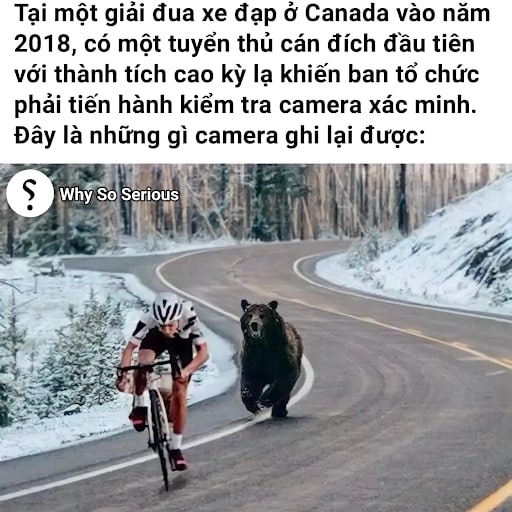 Tại một giải đua xe đạp ở Canada vào năm
2018, có một tuyển thủ cán đích đầu tiên
với thành tích cao kỳ lạ khiến ban tổ chức
phải tiến hành kiểm tra camera xác minh.
Đây là những gì camera ghi lại được:
Why So Serious